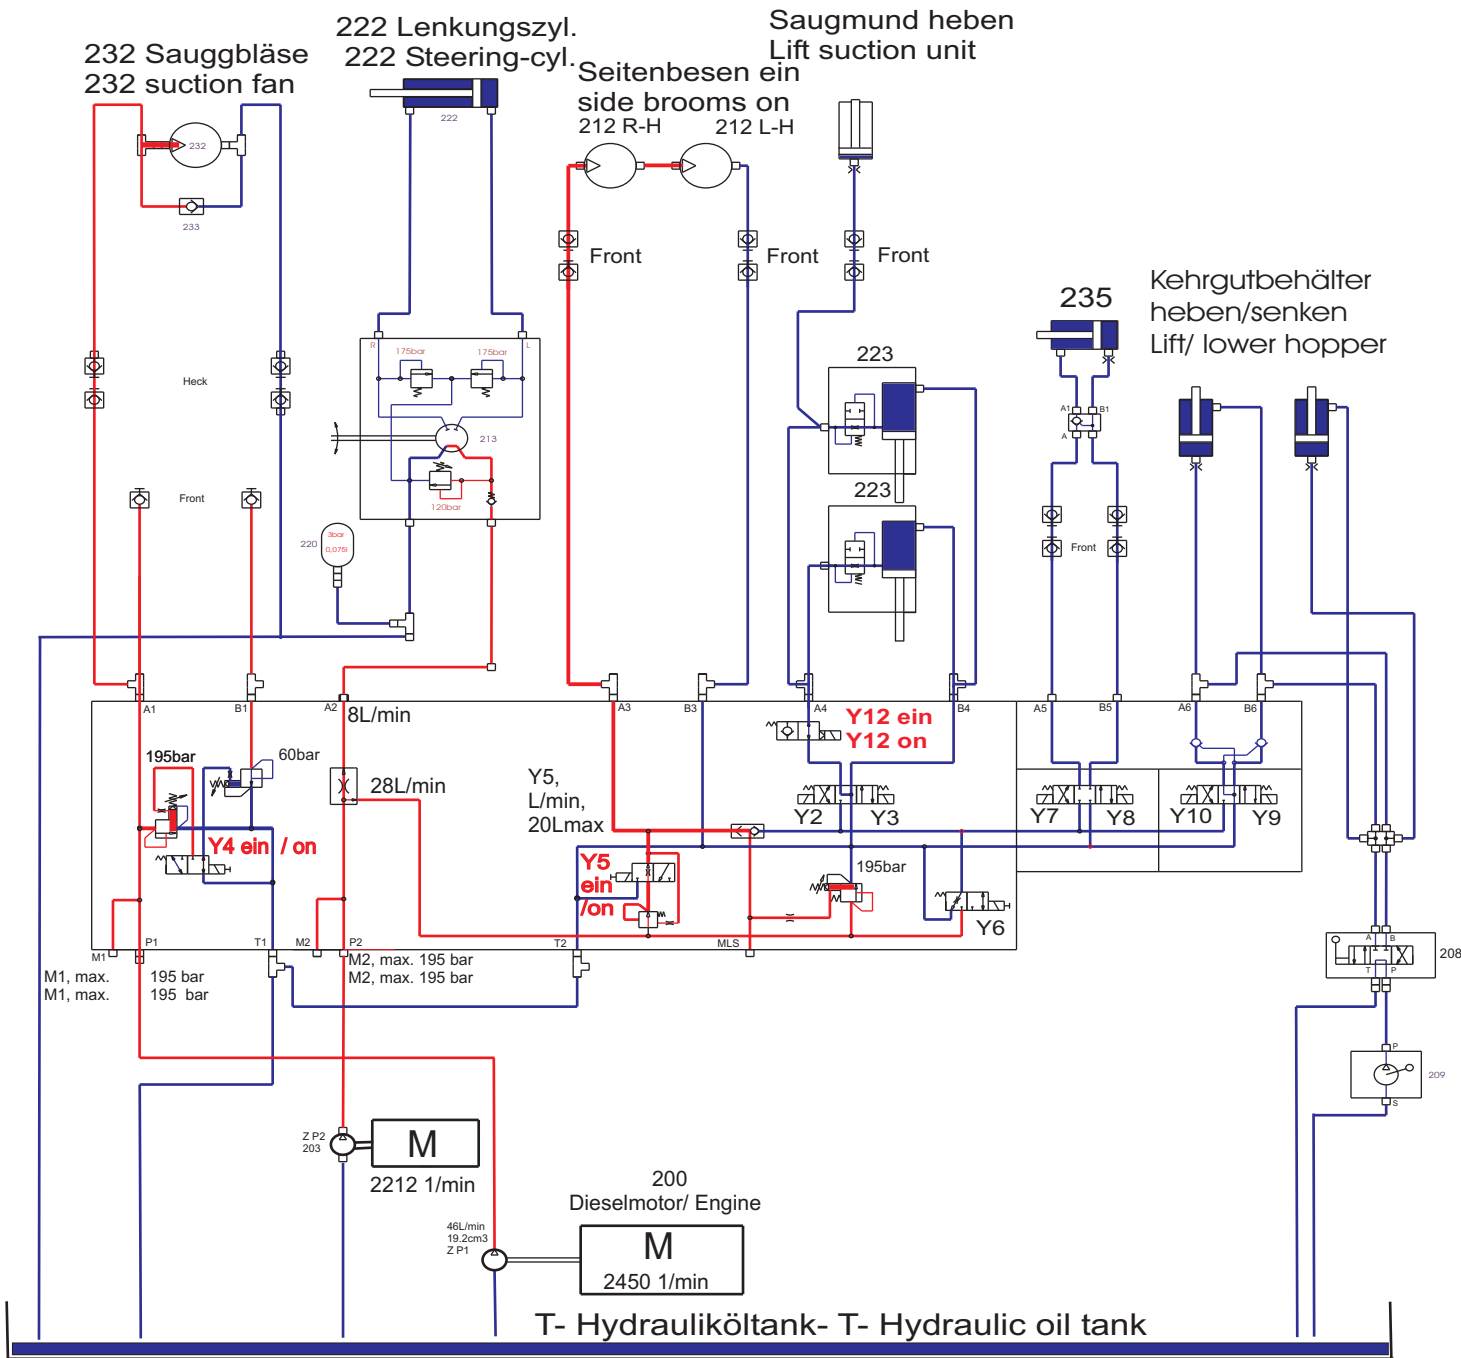 222 Lenkungszyl.
222 Steering-cyl.
Saugmund heben
Lift suction unit
232 Sauggbläse
232 suction fan
Seitenbesen ein
side brooms on
212 R-H
212 L-H
222
232
233
Front
Front
Front
Kehrgutbehälter
heben/senken
Lift/ lower hopper
235
R
L
175bar
175bar
Heck
223
213
A1
B1
A
120bar
Front
223
220
3bar
0,075l
Front
A1
B1
A2
8L/min
A3
B3
A4
B4
A5
B5
A6
B6
Y12 ein
Y12 on
195bar
60bar
28L/min
Y5,
L/min,
20Lmax
Y2
Y3
Y7
Y8
Y10
Y9
Y4 ein / on
Y5
ein
/on
195bar
Y6
M1
P1
T1
M2
P2
T2
MLS
M1, max.
195 bar
M1, max.
195 bar
M2, max. 195 bar
M2, max. 195 bar
A
B
T
P
208
P
209
S
Z P2
203
M
2212 1/min
200
Dieselmotor/ Engine
46L/min
19.2cm3
Z P1
M
2450 1/min
T- Hydrauliköltank- T- Hydraulic oil tank